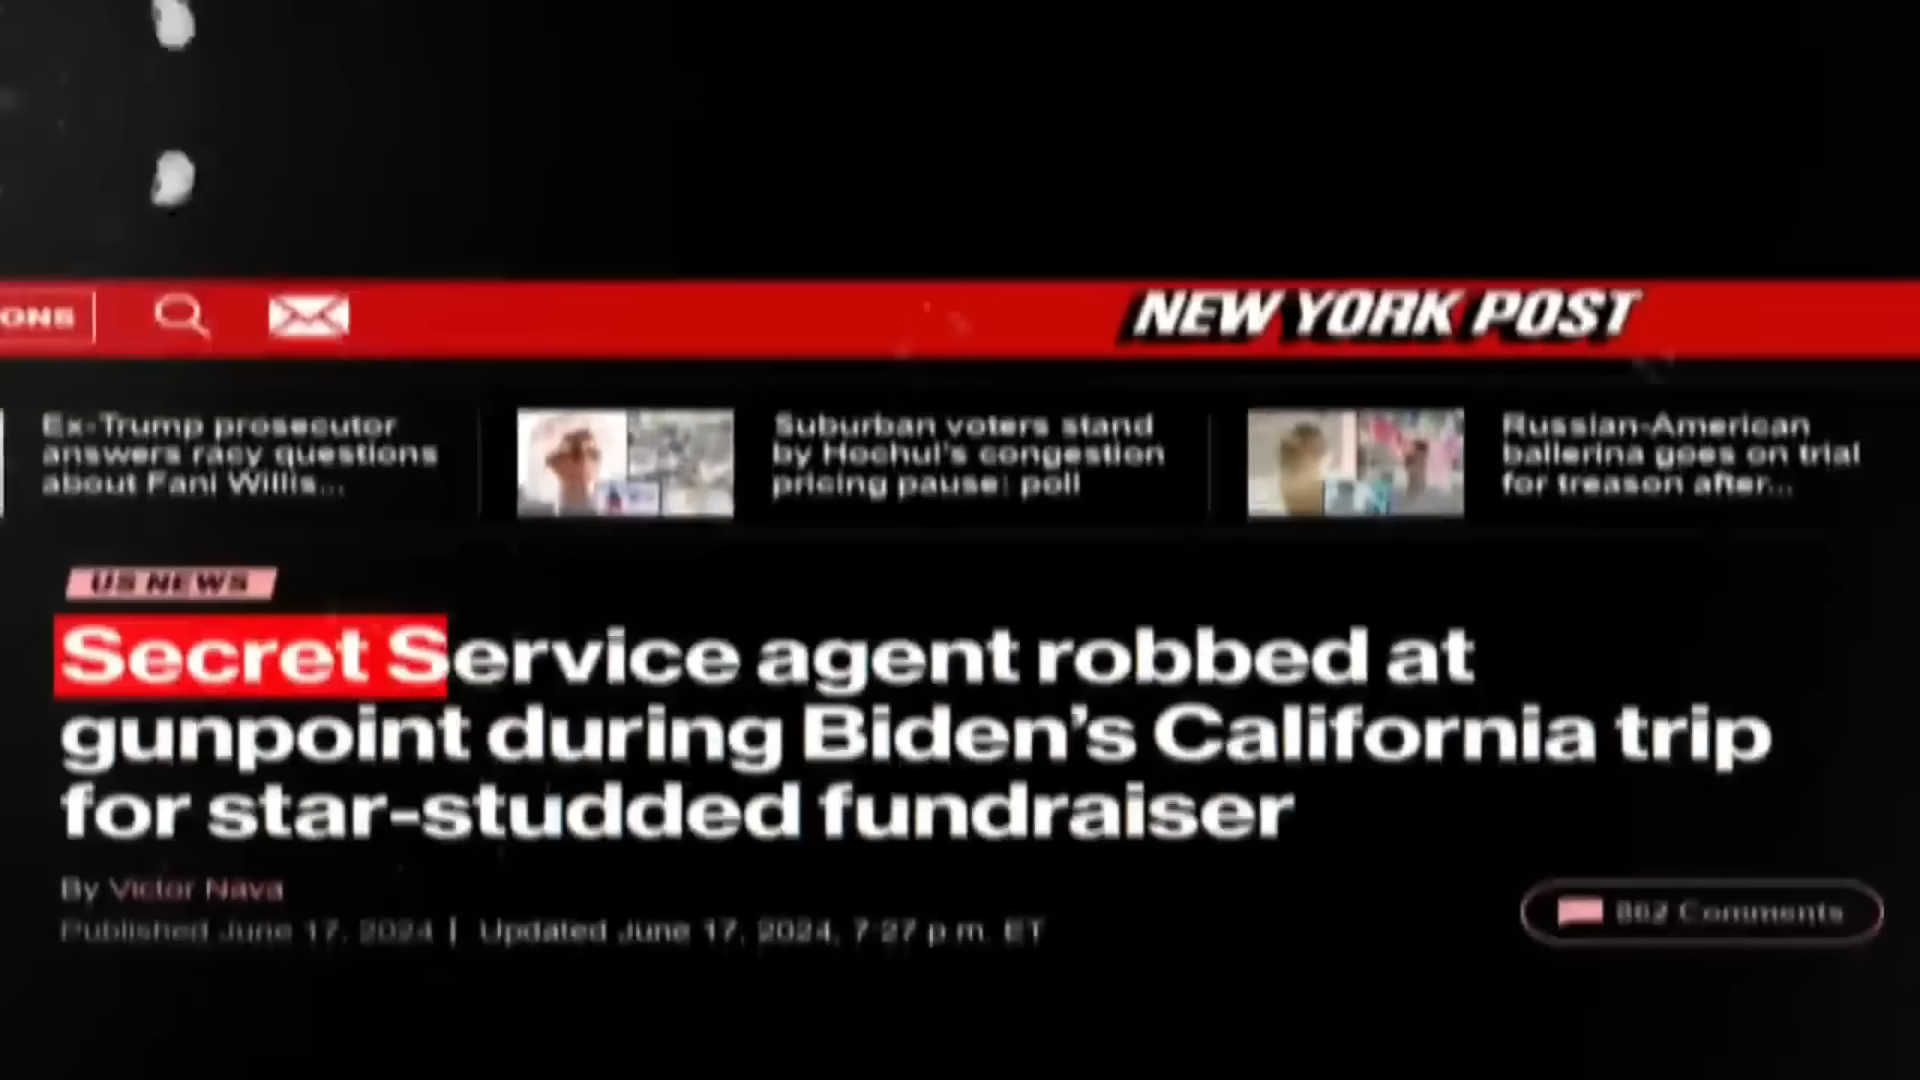 ONS
NEW YORK POST
Ex-Trump prosecutor
answers racy questions
about Fani Willis...
Suburban voters stand
by Hochul's congestion
pricing pause: poll
Russian-American
ballerina goes on trial
for treason after...
US NEWS
Secret Service agent robbed at
gunpoint during Biden’s California trip
for star-studded fundraiser
By Victor Nava
Published June 17, 2024 | Updated June 17, 2024, 7:27 p.m. ET
862 Comments